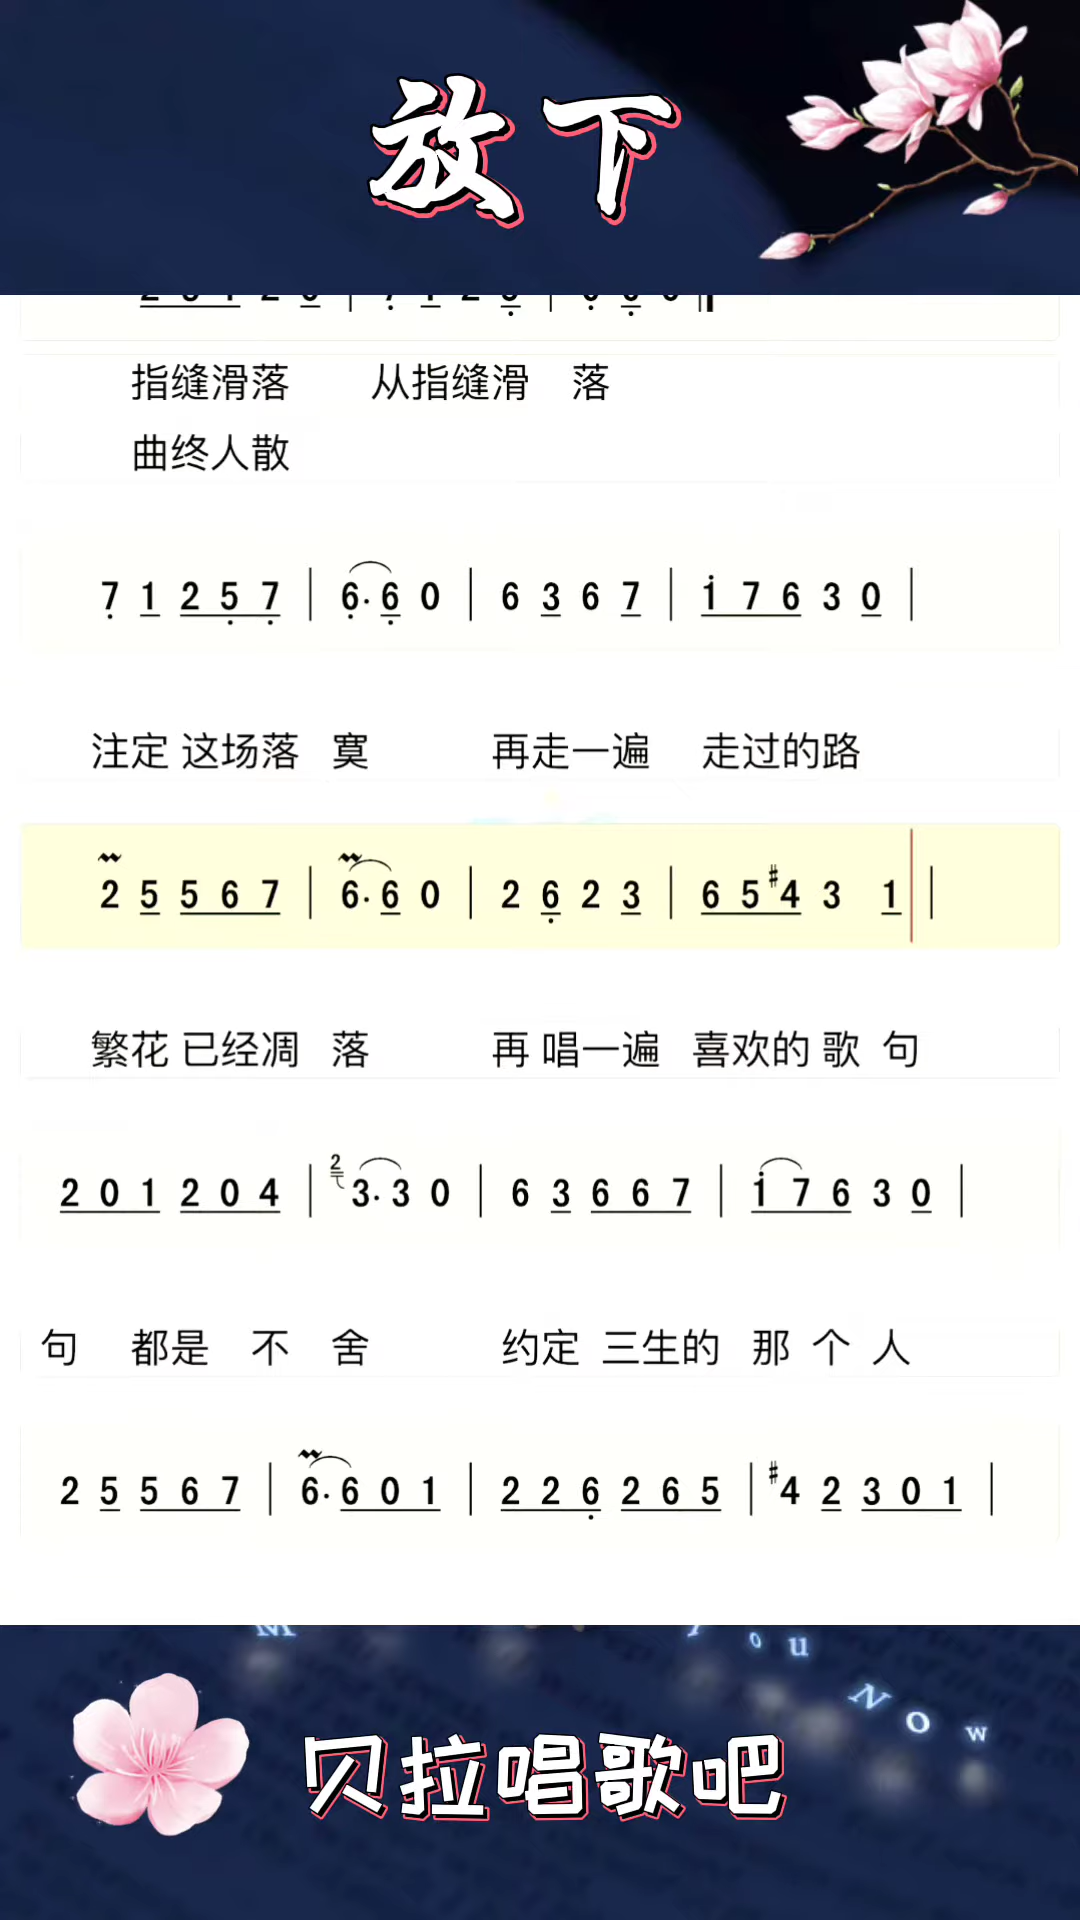 放下
指缝滑落 从指缝滑 落
曲终人散
7 1 2 5 7 | 6· 6 0 | 6 3 6 7 | i 7 6 3 0 |
注定 这场落 寞 再走一遍 走过的路
2 5 5 6 7 | 6· 6 0 | 2 6 2 3 | 6 5 #4 3 1 |
繁花 已经凋 落 再 唱一遍 喜欢的 歌 句
2 0 1 2 0 4 | 2 3· 3 0 | 6 3 6 6 7 | i 7 6 3 0 |
句 都是 不 舍 约定 三生的 那 个 人
2 5 5 6 7 | 6· 6 0 1 | 2 2 6 2 6 5 | #4 2 3 0 1 |
You
Now
贝拉唱歌吧